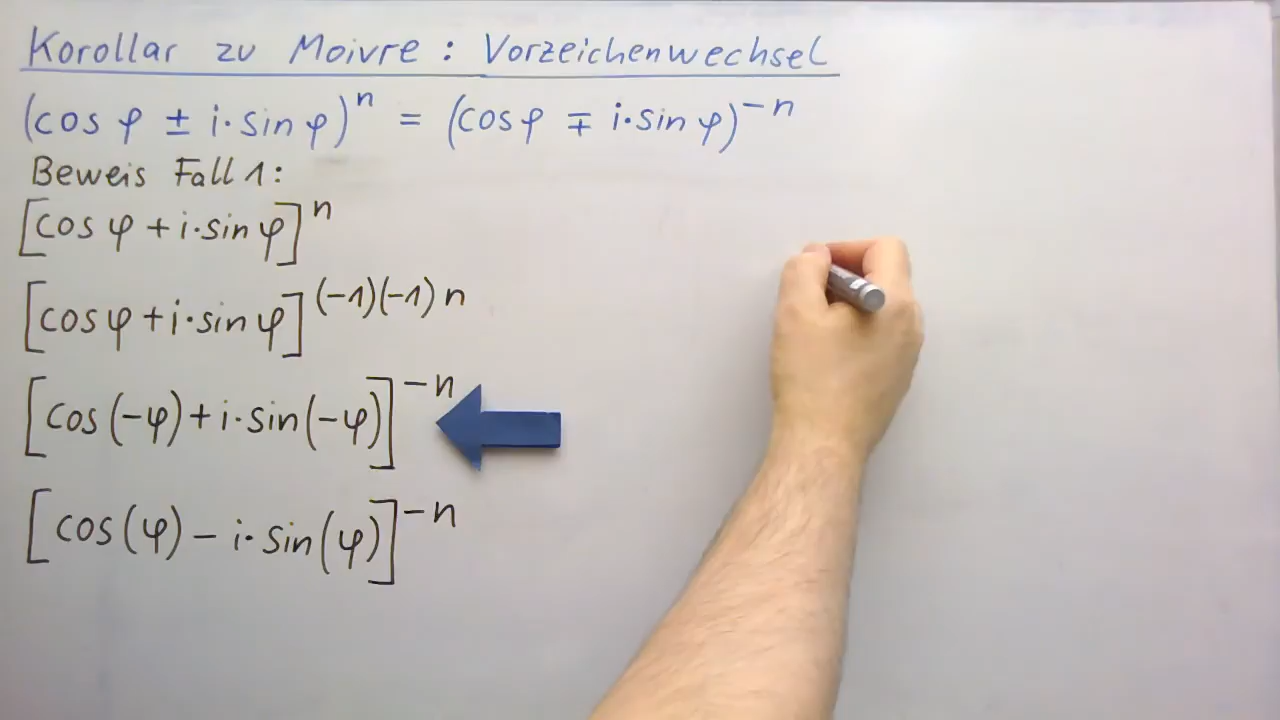 Korollar zu Moivre: Vorzeichenwechsel
(cos φ ± i·sin φ)ⁿ = (cos φ ∓ i·sin φ)⁻ⁿ
Beweis Fall 1:
[cos φ + i·sin φ]ⁿ
[cos φ + i·sin φ]^(-1)(-1)n
[cos(-φ) + i·sin(-φ)]⁻ⁿ
[cos(φ) - i·sin(φ)]⁻ⁿ